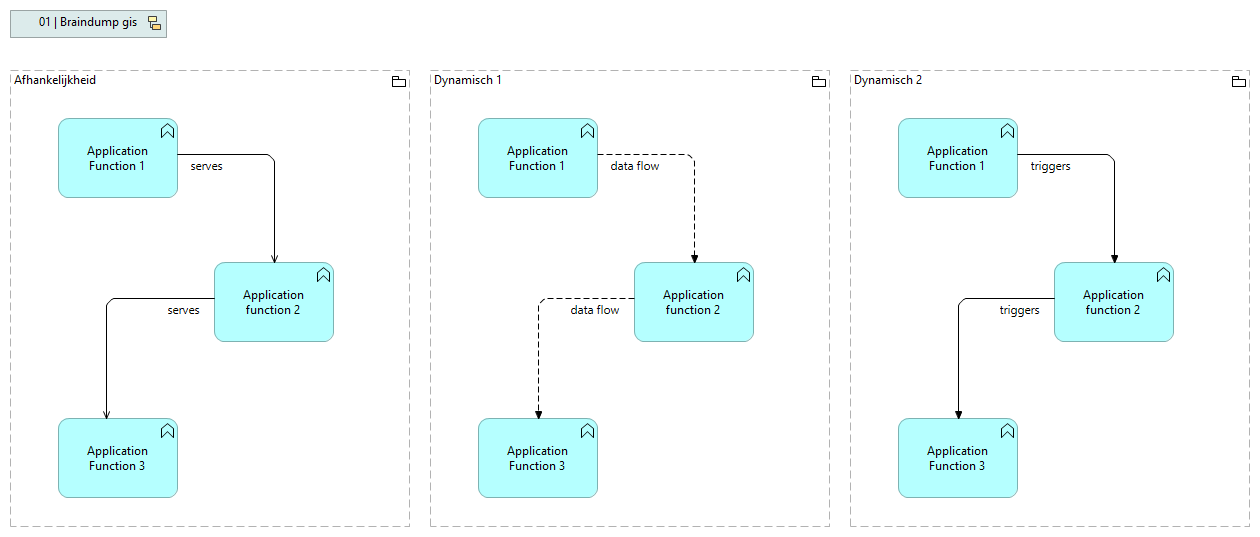 01 | Braindump gis
Afhankelijkheid
Application
Function 1
serves
Application
function 2
serves
Application
Function 3
Dynamisch 1
Application
Function 1
data flow
Application
function 2
data flow
Application
Function 3
Dynamisch 2
Application
Function 1
triggers
Application
function 2
triggers
Application
Function 3